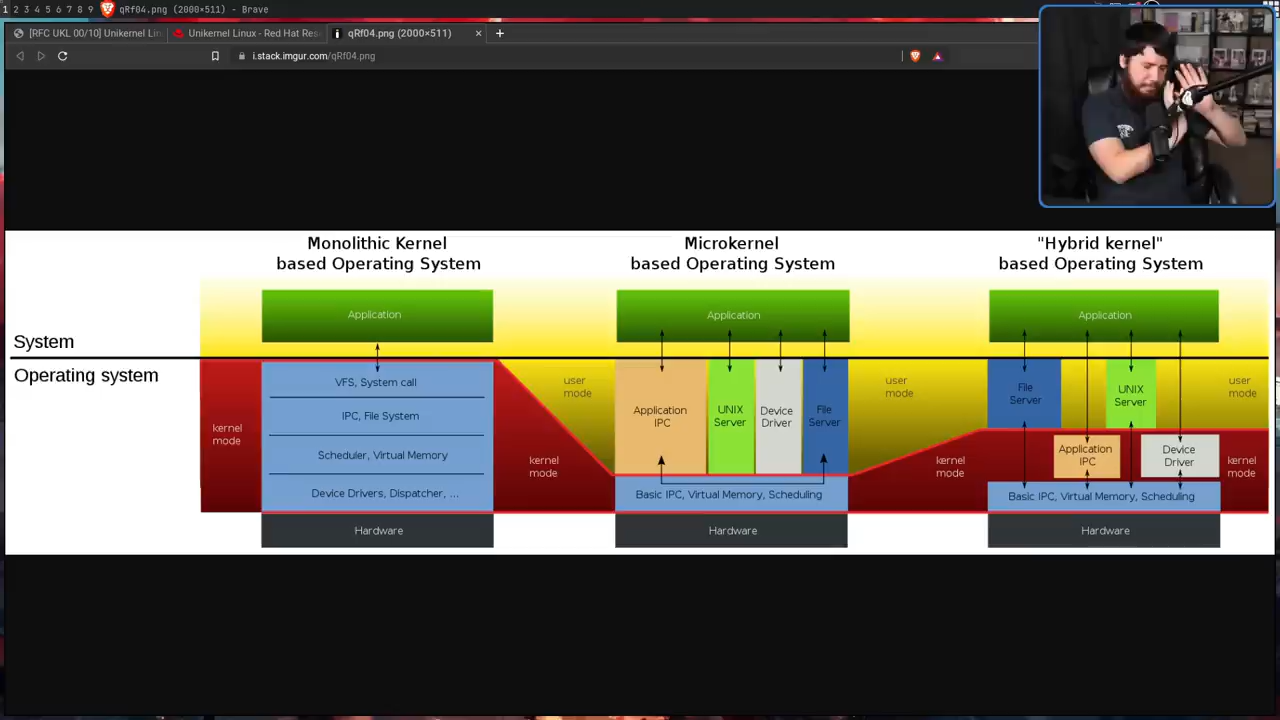 1 2 3 4 5 6 7 8 9 qRf04.png (2000×511) - Brave
[RFC UKL 00/10] Unikernel Lin
Unikernel Linux - Red Hat Res
qRf04.png (2000×511)
i.stack.imgur.com/qRf04.png
Monolithic Kernel
based Operating System
Microkernel
based Operating System
"Hybrid kernel"
based Operating System
System
Operating system
Application
kernel
mode
VFS, System call
IPC, File System
Scheduler, Virtual Memory
Device Drivers, Dispatcher, ...
Hardware
user
mode
kernel
mode
Application
Application
IPC
UNIX
Server
Device
Driver
File
Server
Basic IPC, Virtual Memory, Scheduling
Hardware
user
mode
kernel
mode
Application
File
Server
UNIX
Server
user
mode
Application
IPC
Device
Driver
kernel
mode
Basic IPC, Virtual Memory, Scheduling
Hardware